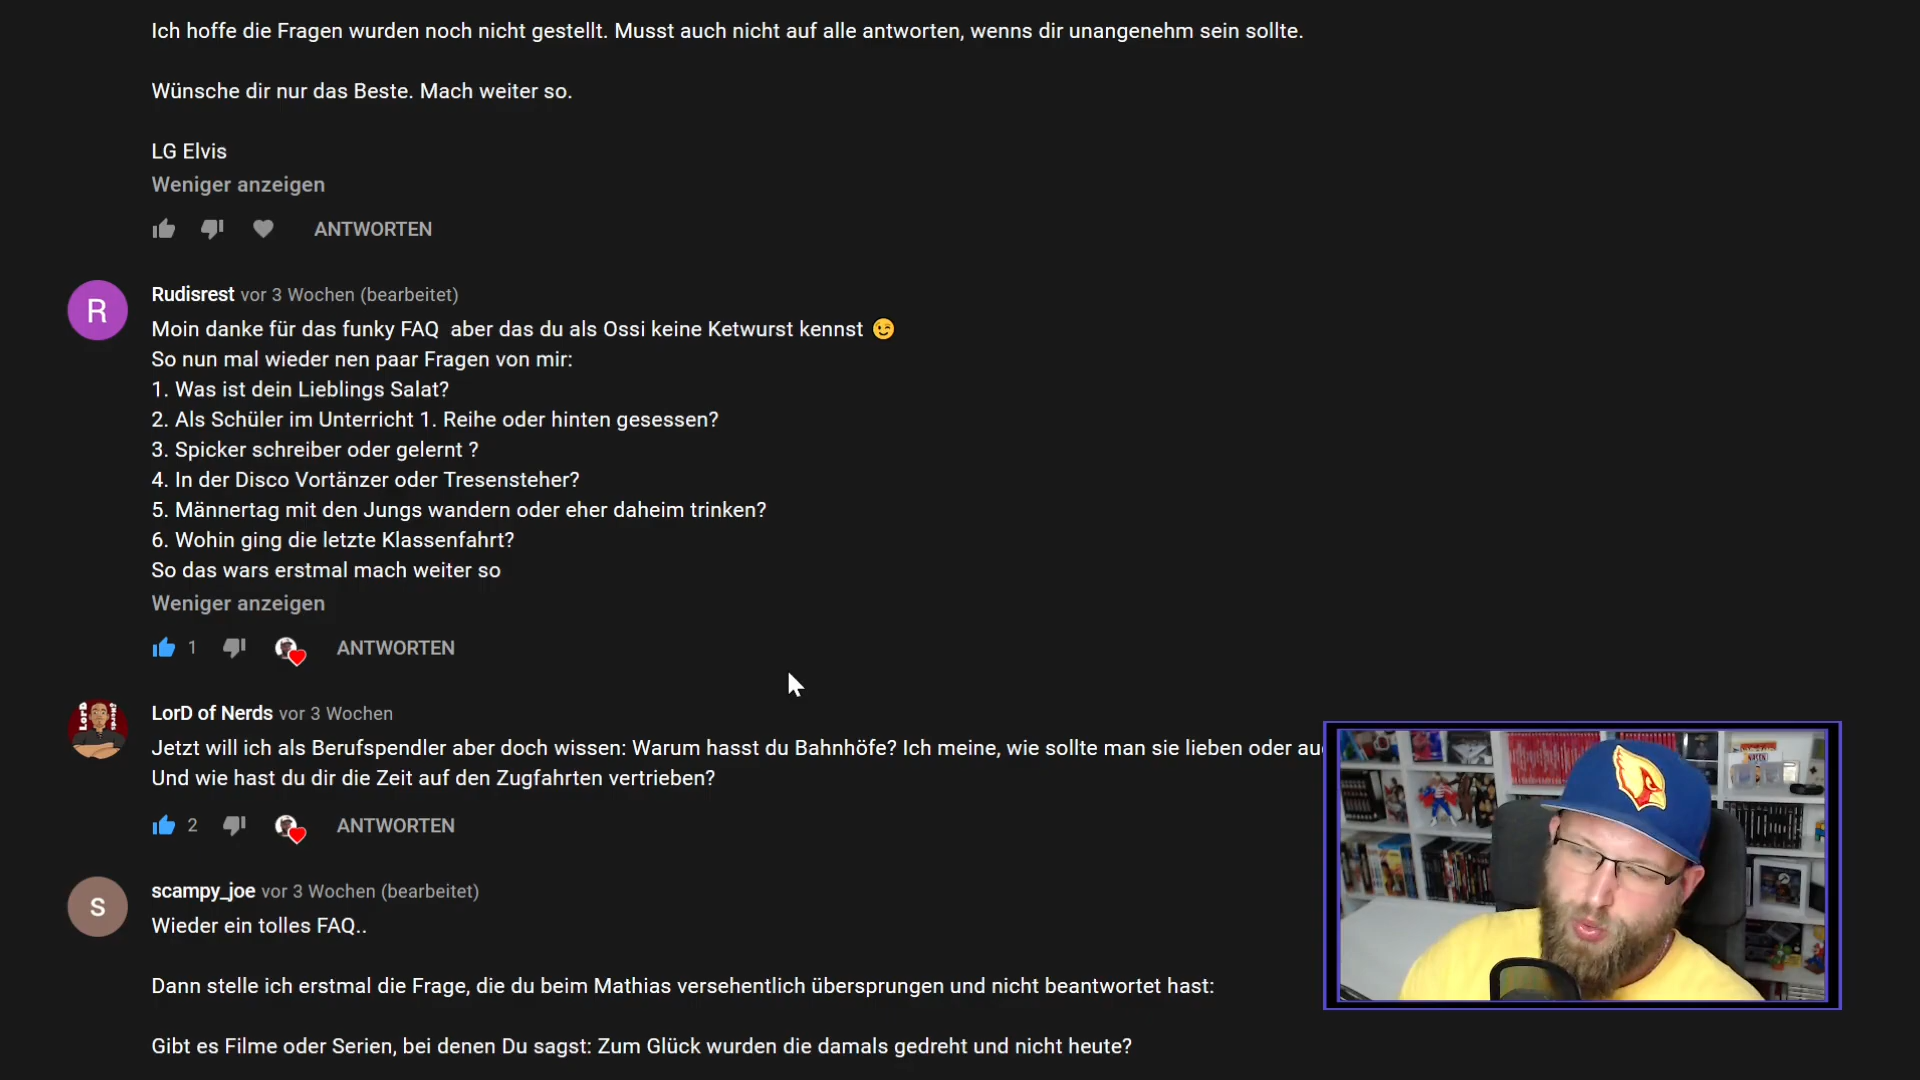 Ich hoffe die Fragen wurden noch nicht gestellt. Musst auch nicht auf alle antworten, wenns dir unangenehm sein sollte.
Wünsche dir nur das Beste. Mach weiter so.
LG Elvis
Weniger anzeigen
ANTWORTEN
R
Rudisrest vor 3 Wochen (bearbeitet)
Moin danke für das funky FAQ aber das du als Ossi keine Ketwurst kennst 😉
So nun mal wieder nen paar Fragen von mir:
1. Was ist dein Lieblings Salat?
2. Als Schüler im Unterricht 1. Reihe oder hinten gesessen?
3. Spicker schreiber oder gelernt ?
4. In der Disco Vortänzer oder Tresensteher?
5. Männertag mit den Jungs wandern oder eher daheim trinken?
6. Wohin ging die letzte Klassenfahrt?
So das wars erstmal mach weiter so
Weniger anzeigen
1 ANTWORTEN
LorD of Nerds vor 3 Wochen
Jetzt will ich als Berufspendler aber doch wissen: Warum hasst du Bahnhöfe? Ich meine, wie sollte man sie lieben oder
Und wie hast du dir die Zeit auf den Zugfahrten vertrieben?
2 ANTWORTEN
S
scampy_joe vor 3 Wochen (bearbeitet)
Wieder ein tolles FAQ..
Dann stelle ich erstmal die Frage, die du beim Mathias versehentlich übersprungen und nicht beantwortet hast:
Gibt es Filme oder Serien, bei denen Du sagst: Zum Glück wurden die damals gedreht und nicht heute?